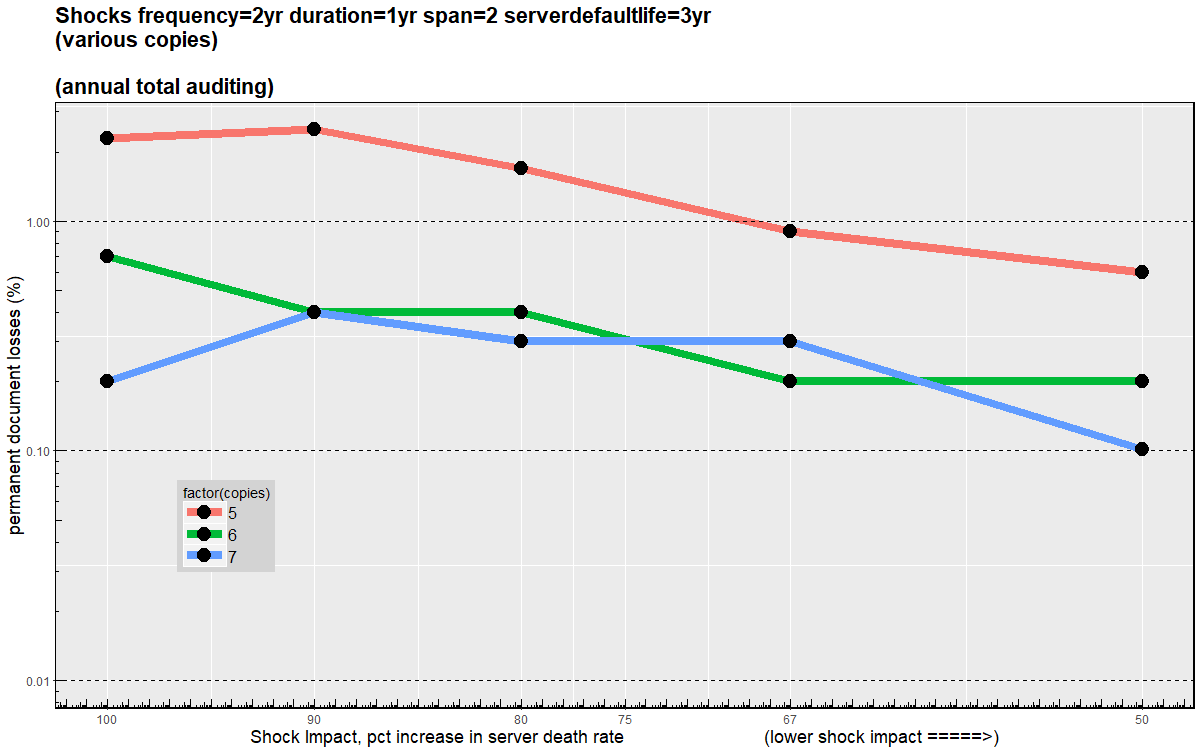 Shocks frequency=2yr duration=1yr span=2 serverdefaultlife=3yr
(various copies)
(annual total auditing)
permanent document losses (%)
1.00
0.10
0.01
factor(copies)
5
6
7
100 90 80 75 67 50
Shock Impact, pct increase in server death rate (lower shock impact =====>)